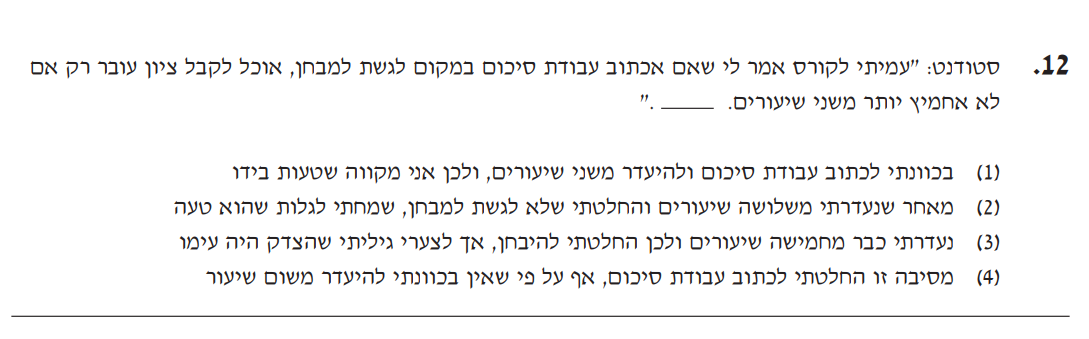 12. סטודנט: "עמיתי לקורס אמר לי שאם אכתוב עבודת סיכום במקום לגשת למבחן, אוכל לקבל ציון עובר רק אם
לא אחמיץ יותר משני שיעורים. _____ ."
(1) בכוונתי לכתוב עבודת סיכום ולהיעדר משני שיעורים, ולכן אני מקווה שטעות בידו
(2) מאחר שנעדרתי משלושה שיעורים והחלטתי שלא לגשת למבחן, שמחתי לגלות שהוא טעה
(3) נעדרתי כבר מחמישה שיעורים ולכן החלטתי להיבחן, אך לצערי גיליתי שהצדק היה עימו
(4) מסיבה זו החלטתי לכתוב עבודת סיכום, אף על פי שאין בכוונתי להיעדר משום שיעור